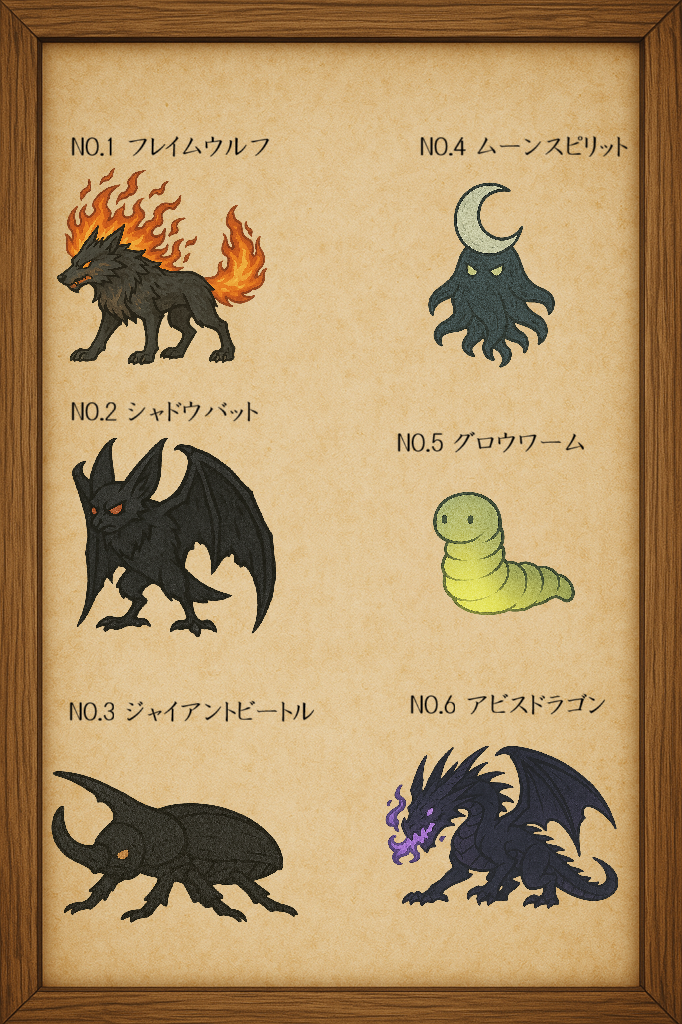 NO.1 フレイムウルフ
NO.2 シャドウバット
NO.3 ジャイアントビートル
NO.4 ムーンスピリット
NO.5 グロウワーム
NO.6 アビスドラゴン